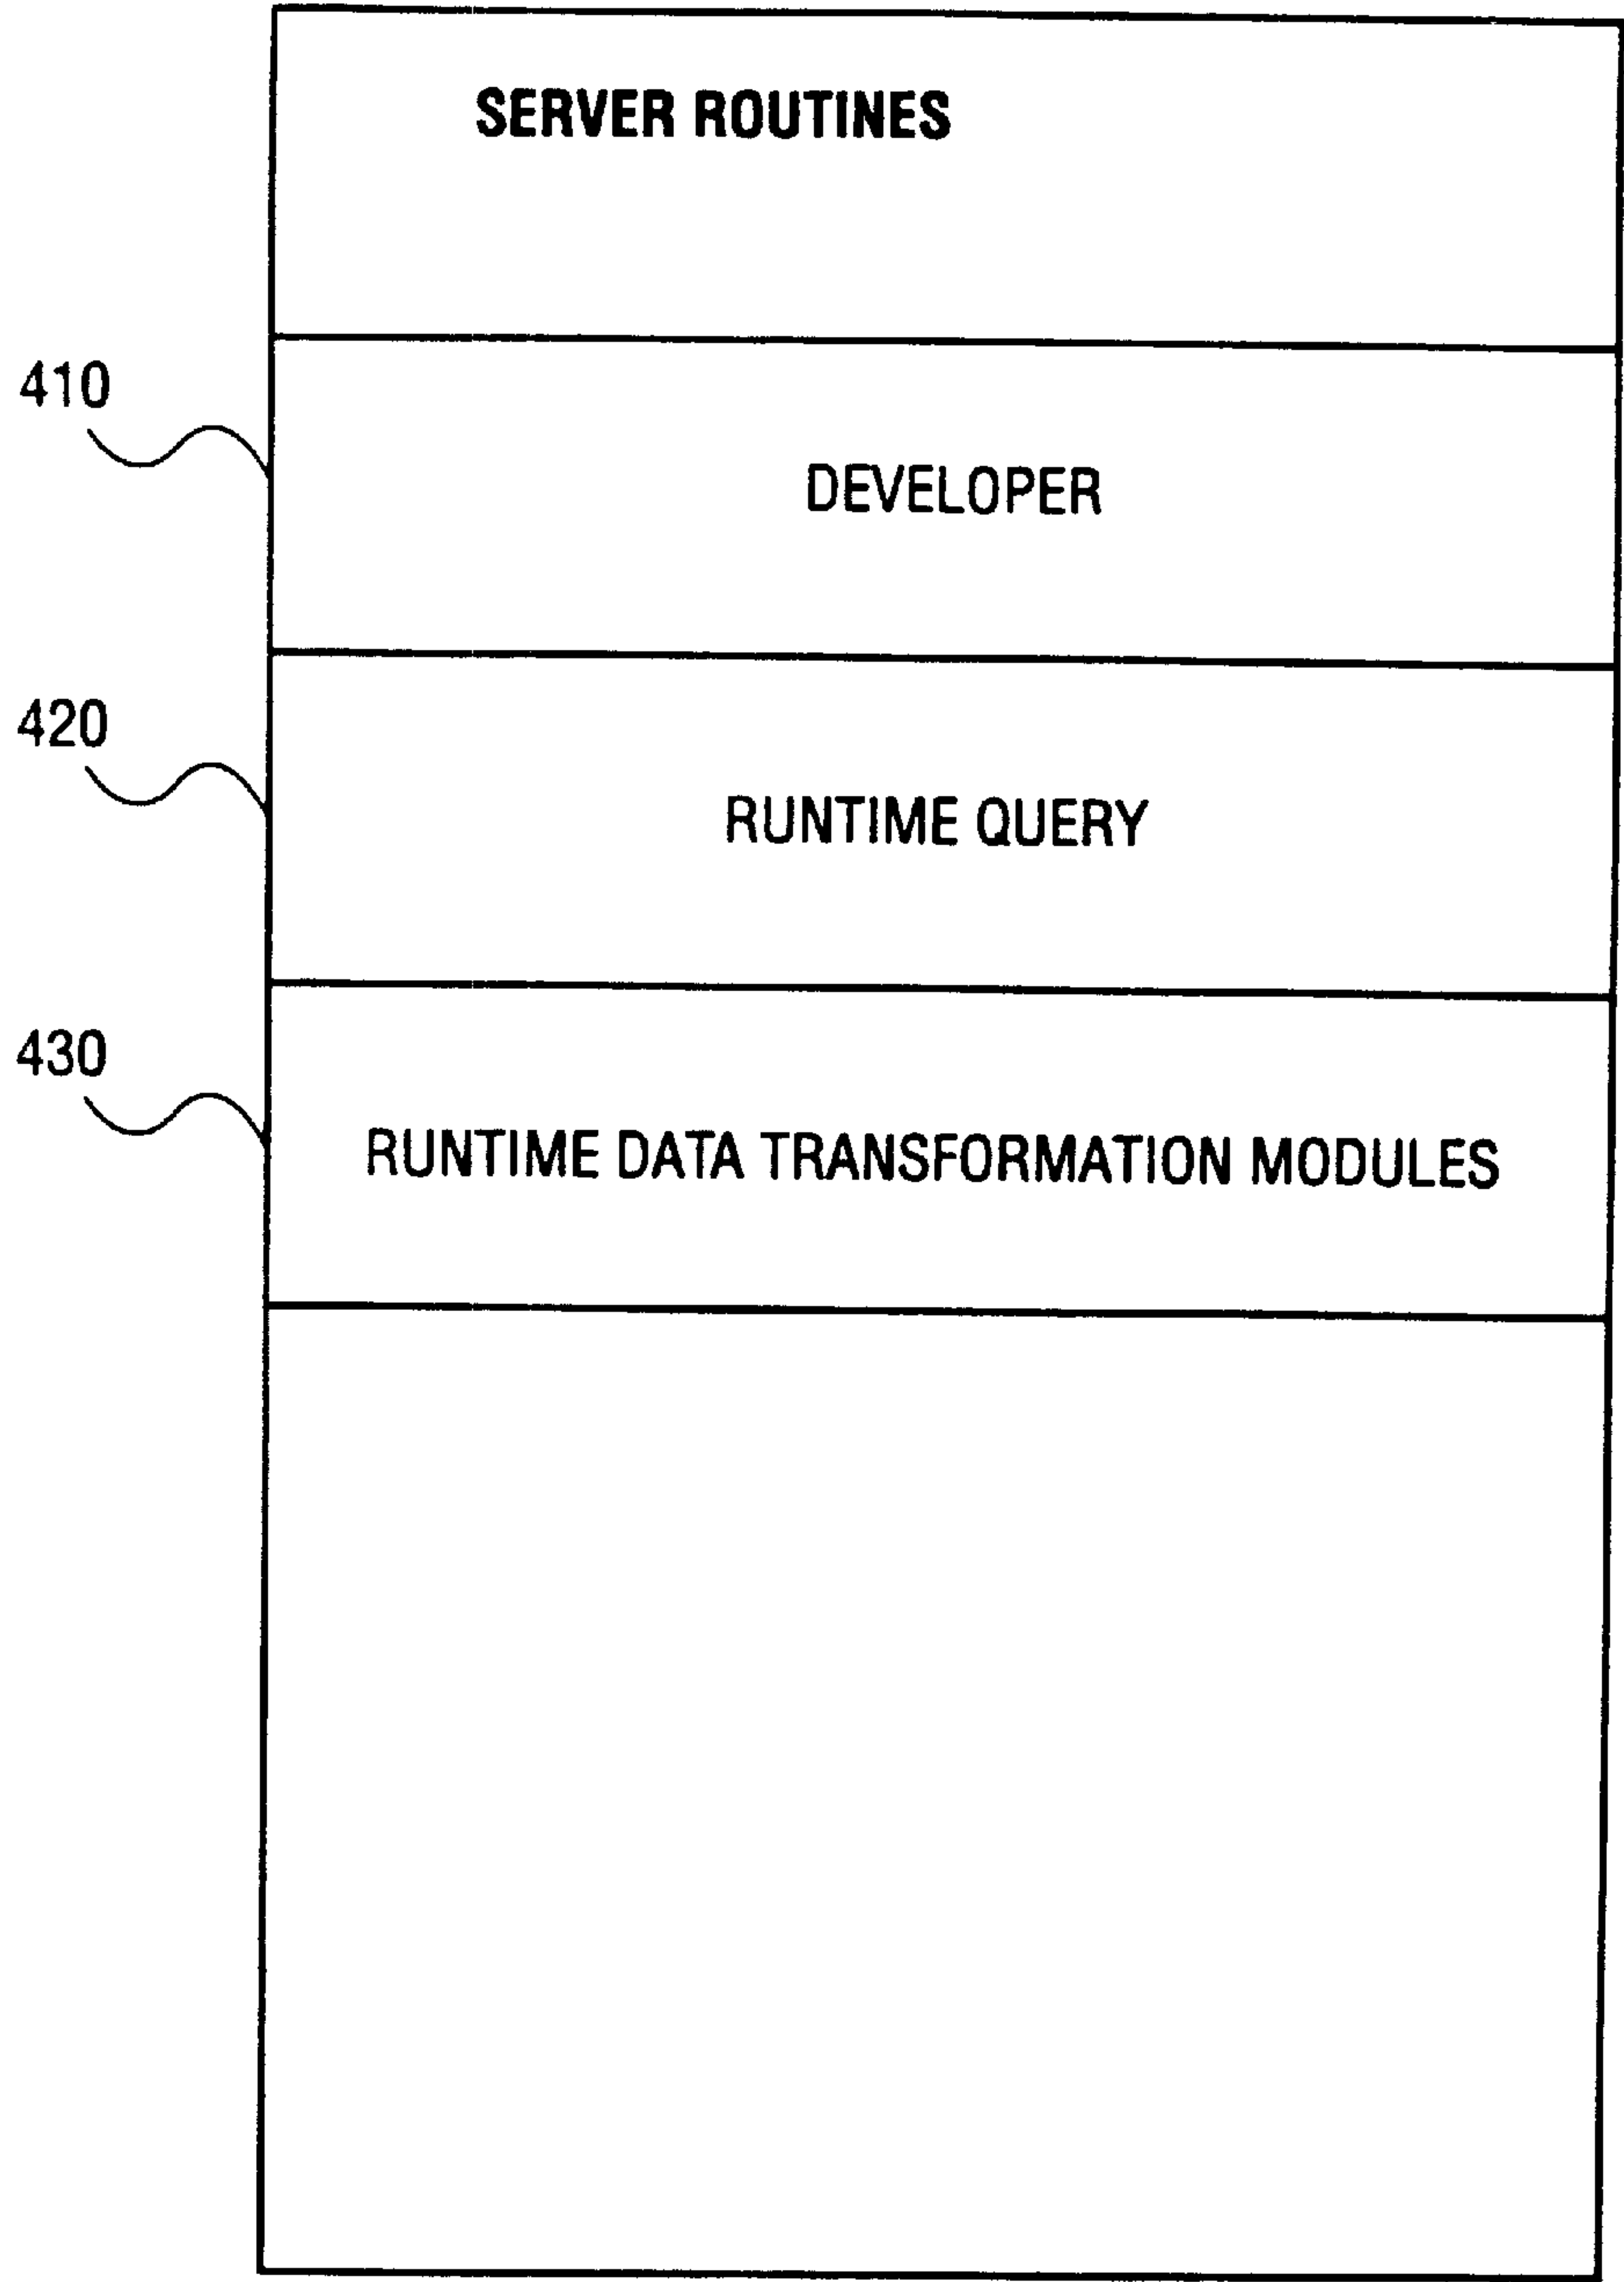 SERVER ROUTINES
410
DEVELOPER
420
RUNTIME QUERY
430
RUNTIME DATA TRANSFORMATION MODULES